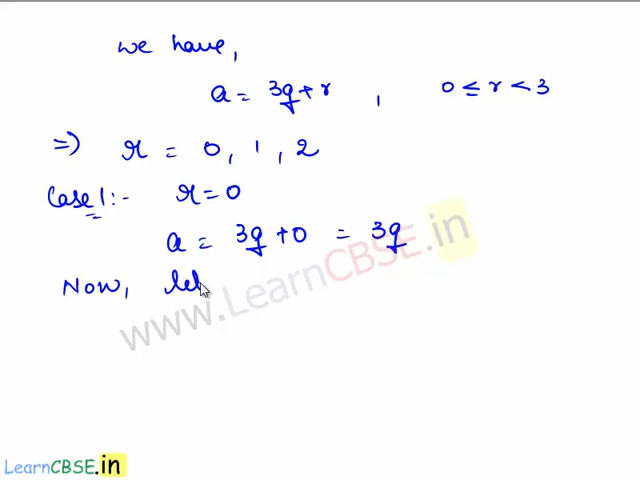 we have,
a = 3q + r , 0 ≤ r < 3
=) r = 0, 1, 2
Case 1:- r = 0
a = 3q + 0 = 3q
Now, let
www.LearnCBSE.in
LearnCBSE.in